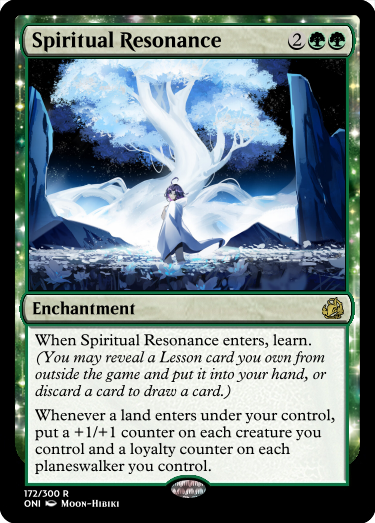 Spiritual Resonance 2
Enchantment
When Spiritual Resonance enters, learn.
(You may reveal a Lesson card you own from
outside the game and put it into your hand, or
discard a card to draw a card.)
Whenever a land enters under your control,
put a +1/+1 counter on each creature you
control and a loyalty counter on each
planeswalker you control.
172/300 R
ONI Moon-Hibiki